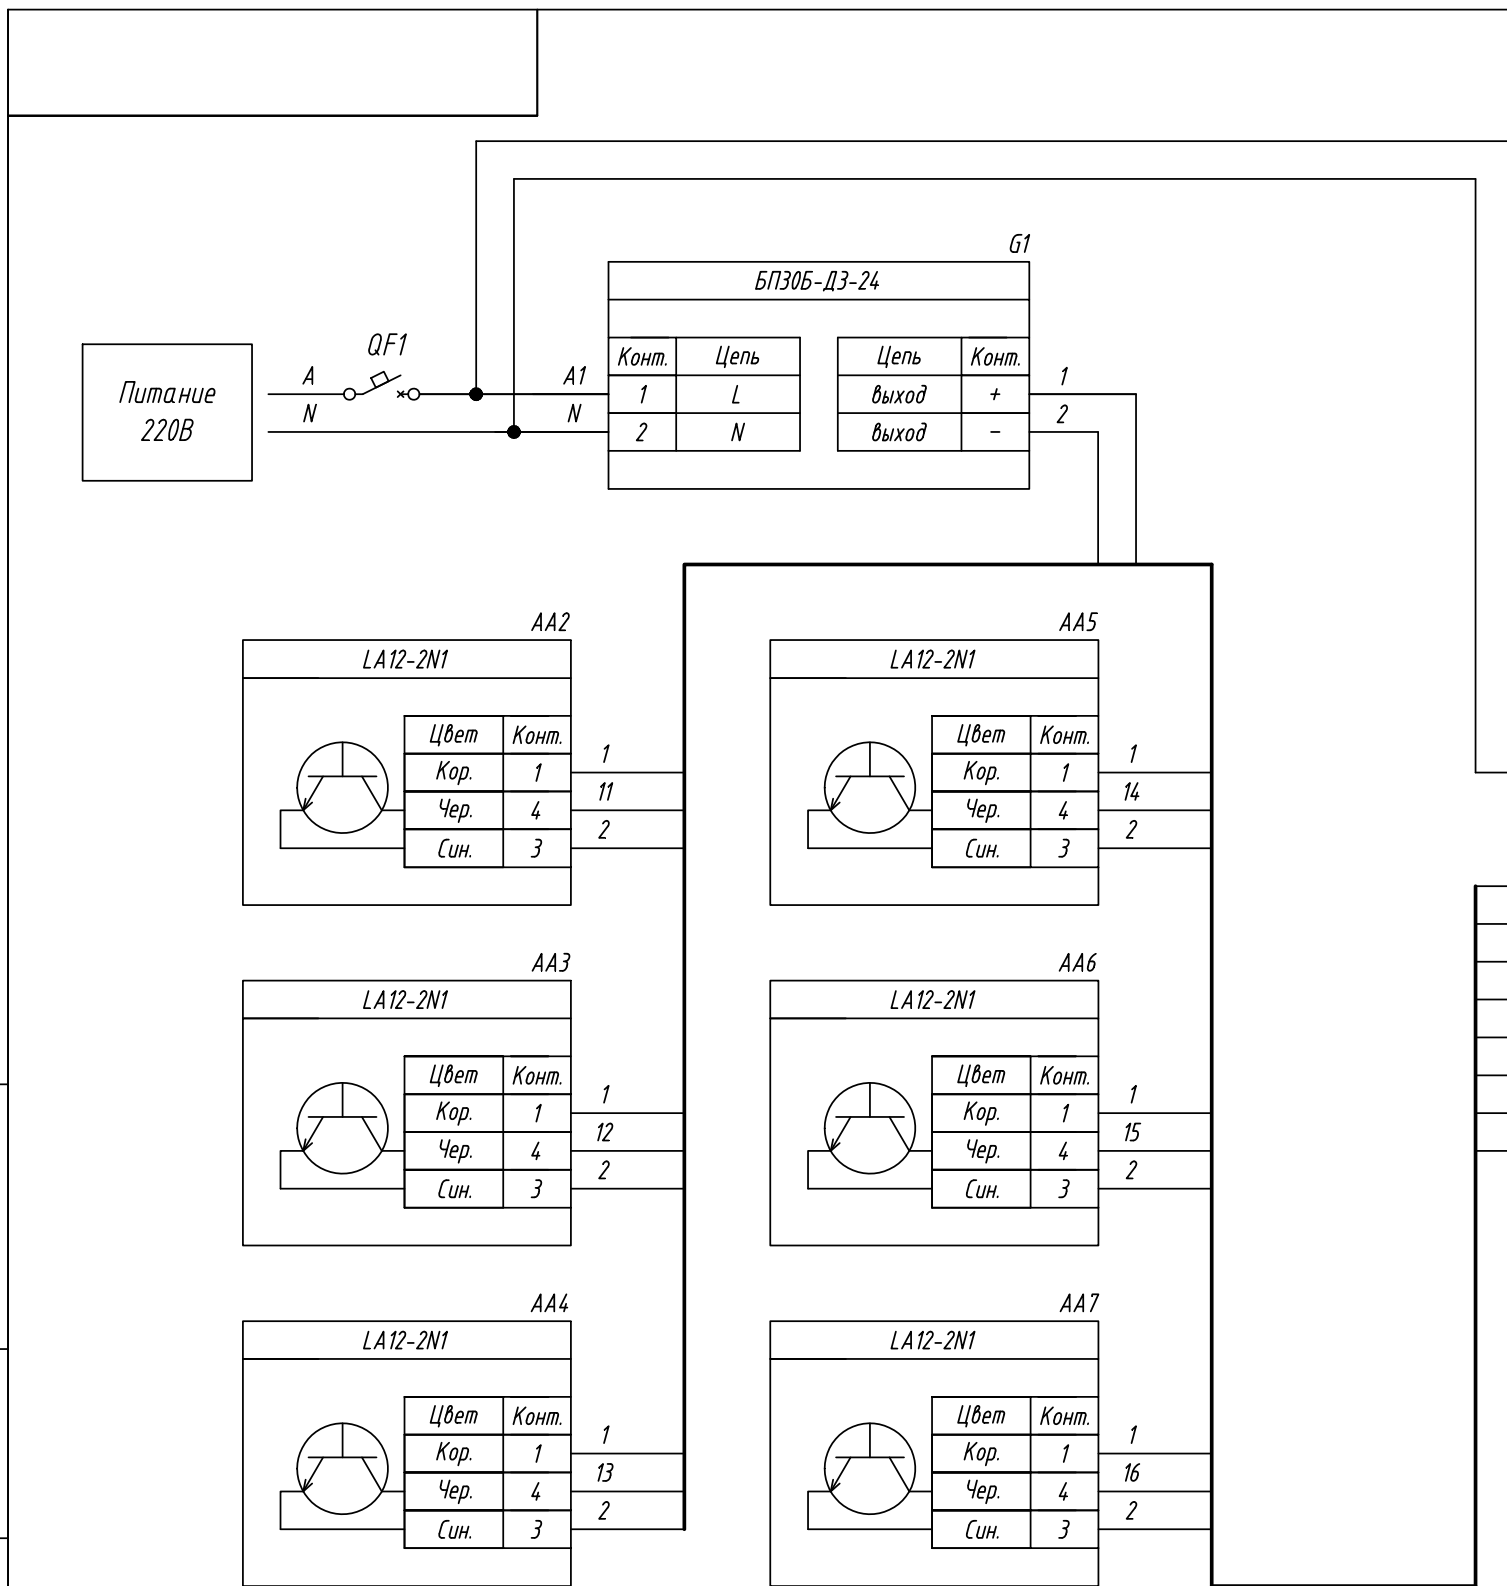 G1
БП30Б-Д3-24
Питание
220В
QF1
A
N
A1
N
Конт. Цепь
1 L
2 N
Цепь Конт.
выход +
выход -
1
2
AA2
LA12-2N1
Цвет Конт.
Кор. 1
Чер. 4
Син. 3
1
11
2
AA5
LA12-2N1
Цвет Конт.
Кор. 1
Чер. 4
Син. 3
1
14
2
AA3
LA12-2N1
Цвет Конт.
Кор. 1
Чер. 4
Син. 3
1
12
2
AA6
LA12-2N1
Цвет Конт.
Кор. 1
Чер. 4
Син. 3
1
15
2
AA4
LA12-2N1
Цвет Конт.
Кор. 1
Чер. 4
Син. 3
1
13
2
AA7
LA12-2N1
Цвет Конт.
Кор. 1
Чер. 4
Син. 3
1
16
2